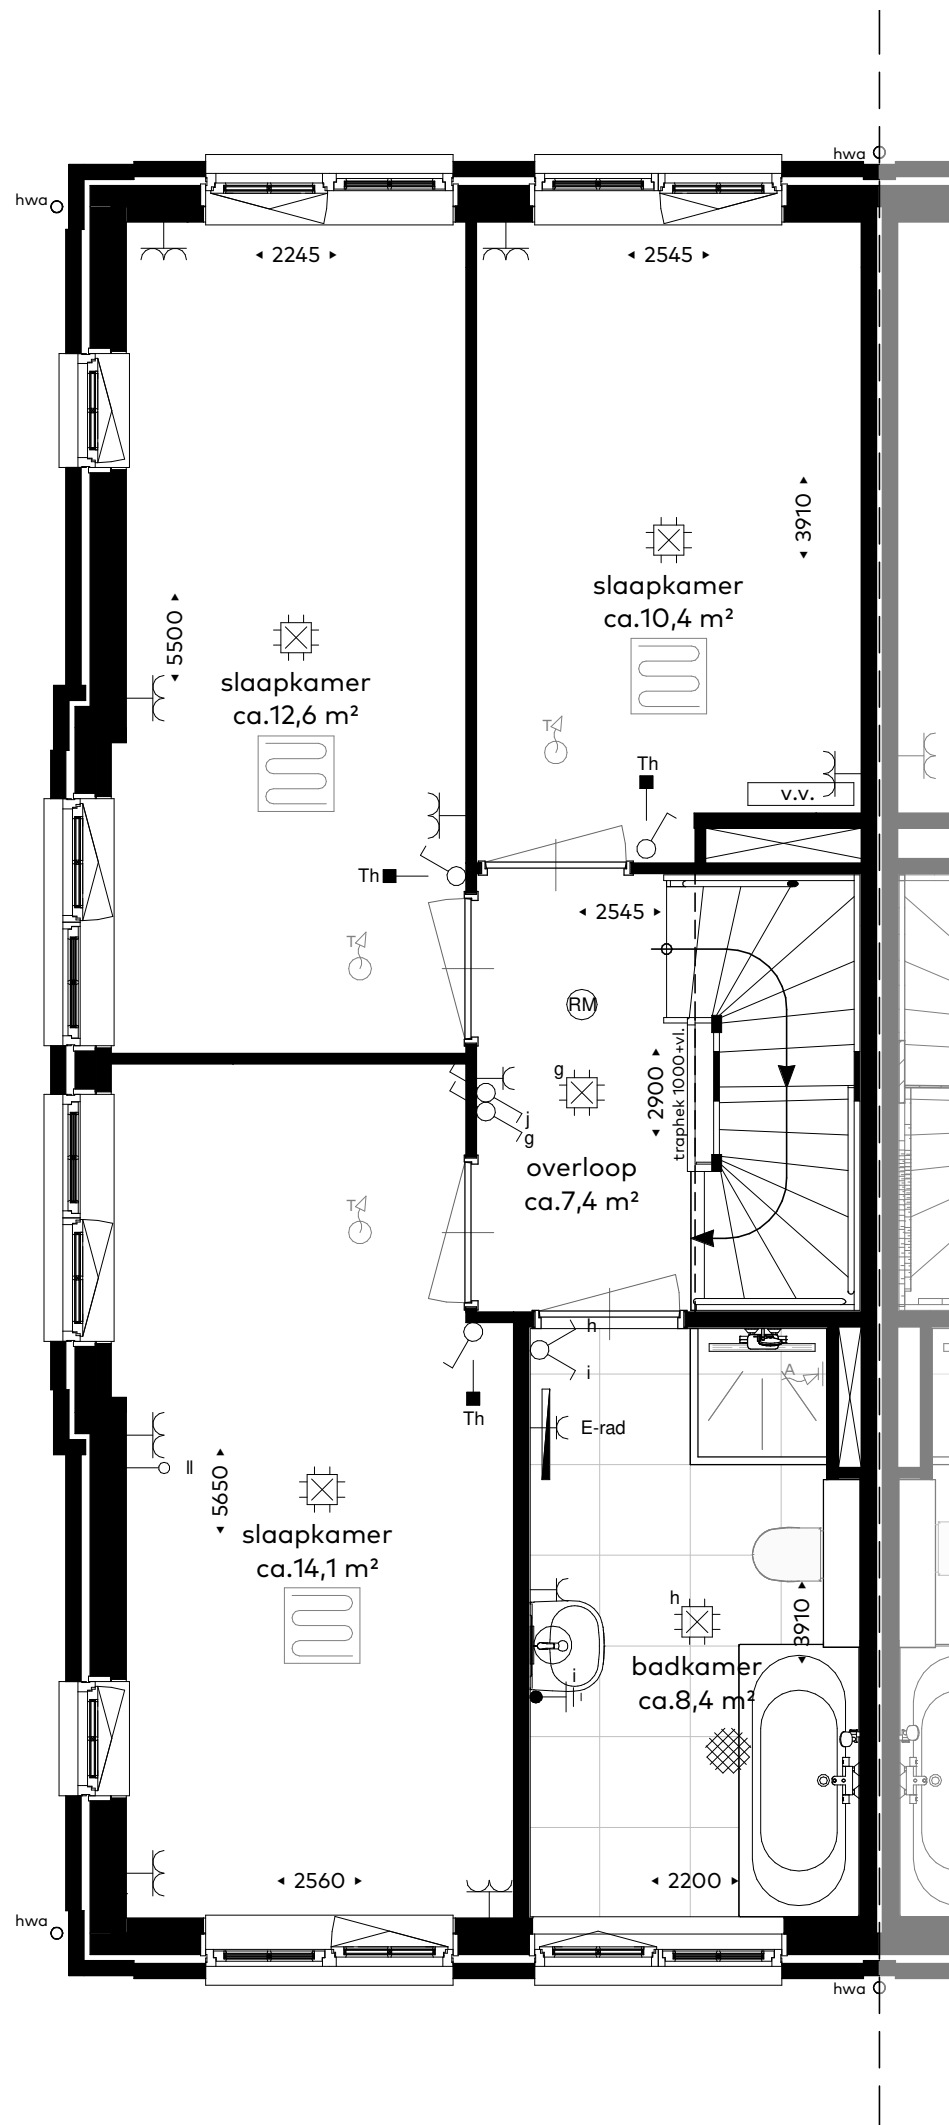 hwa
hwa
2245
2545
3910
slaapkamer
ca.10,4 m²
5500
slaapkamer
ca.12,6 m²
T
Th
v.v.
Th
2545
T
RM
g
2900
traphek 1000+vl.
j
g
overloop
ca.7,4 m²
T
h
i
A
Th
E-rad
II
5650
slaapkamer
ca.14,1 m²
h
3910
badkamer
ca.8,4 m²
i
2560
2200
hwa
hwa